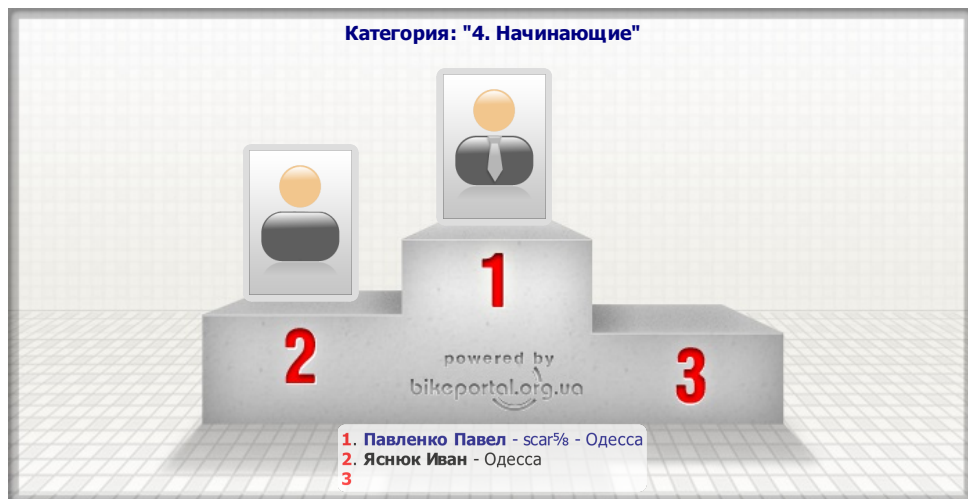 Категория: "4. Начинающие"
1
2
3
powered by
bikeportal.org.ua
1. Павленко Павел - scar⅝ - Одесса
2. Яснюк Иван - Одесса
3